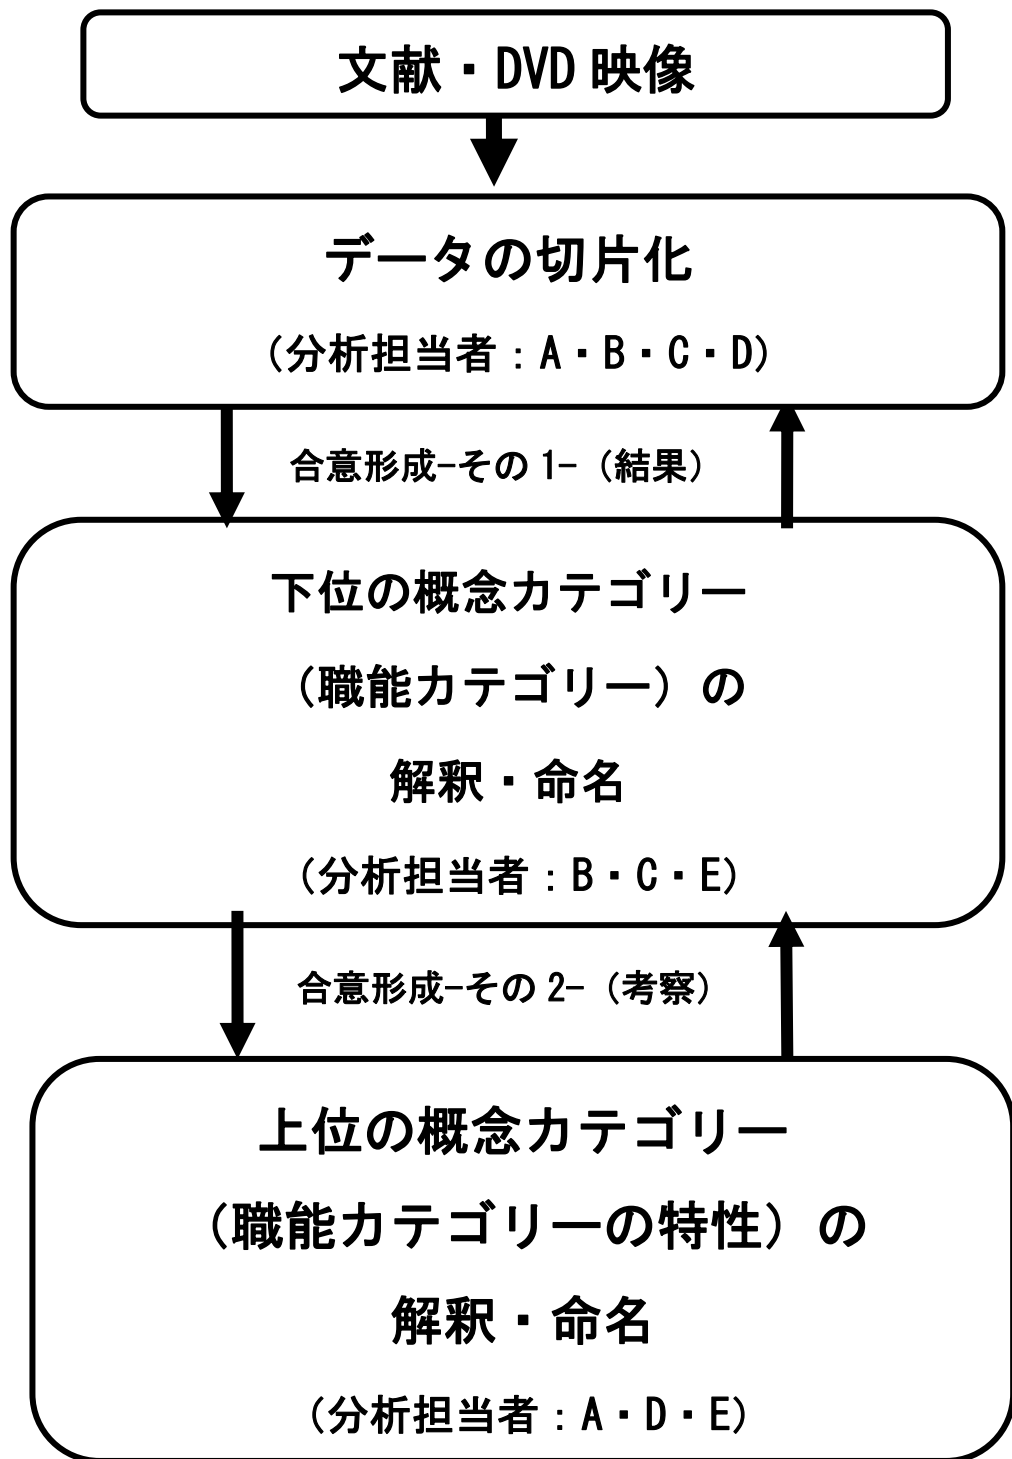 文献・DVD 映像
データの切片化
（分析担当者：A・B・C・D）
合意形成-その 1-（結果）
下位の概念カテゴリー
（職能カテゴリー）の
解釈・命名
（分析担当者：B・C・E）
合意形成-その 2-（考察）
上位の概念カテゴリー
（職能カテゴリーの特性）の
解釈・命名
（分析担当者：A・D・E）